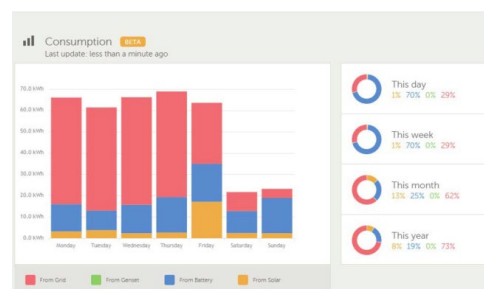 Consumption BETA
Last update: less than a minute ago
70.0 kWh
60.0 kWh
50.0 kWh
40.0 kWh
30.0 kWh
20.0 kWh
10.0 kWh
0.0 kWh
Monday Tuesday Wednesday Thursday Friday Saturday Sunday
From Grid From Genset From Battery From Solar
This day
1% 70% 0% 29%
This week
1% 70% 0% 29%
This month
13% 25% 0% 62%
This year
8% 19% 0% 73%